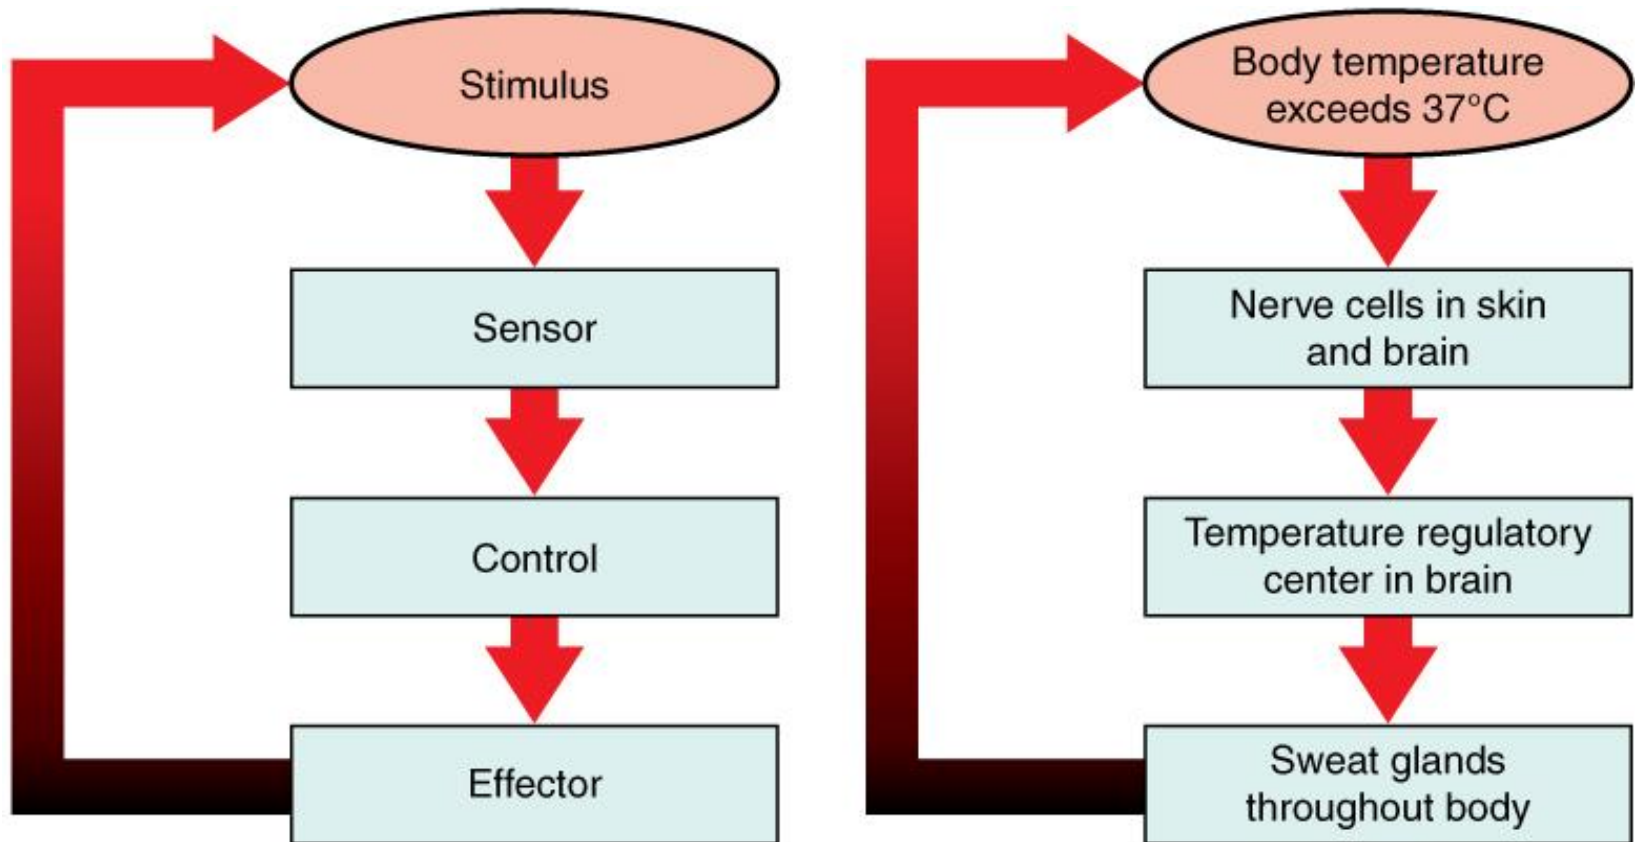 Stimulus
Sensor
Control
Effector
Body temperature
exceeds 37°C
Nerve cells in skin
and brain
Temperature regulatory
center in brain
Sweat glands
throughout body